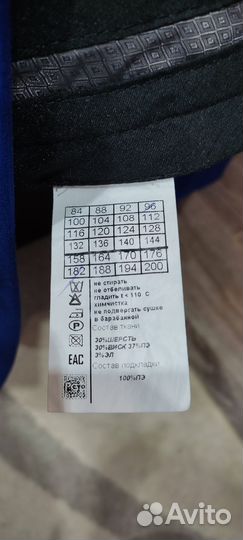 84 88 92 96
100 104 108 112
116 120 124 128
132 136 140 144
158 164 170 176
182 188 194 200
не стирать
не отбеливать
гладить t < 110 С
химчистка
не подвергать сушке
в барабанной
Состав ткани
30%ШЕРСТЬ
30%ВИСК 37%ПЭ
3%ЭЛ
EAC
Состав подкладки
100%ПЭ
РСТО
Avito